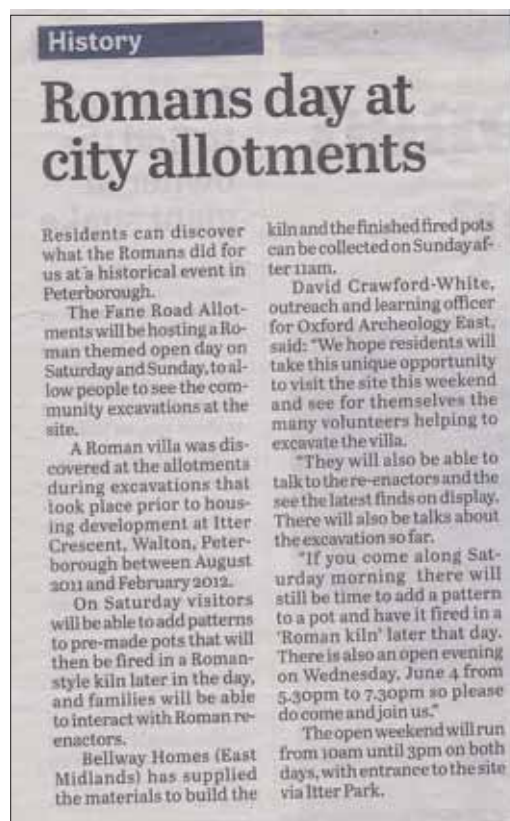 History
Romans day at
city allotments
Residents can discover
what the Romans did for
us at a historical event in
Peterborough.
The Fane Road Allot-
ments will be hosting a Ro-
man themed open day on
Saturday and Sunday, to al-
low people to see the com-
munity excavations at the
site.
A Roman villa was dis-
covered at the allotments
during excavations that
took place prior to hous-
ing development at Itter
Crescent, Walton, Peter-
borough between August
2011 and February 2012.
On Saturday visitors
will be able to add patterns
to pre-made pots that will
then be fired in a Roman-
style kiln later in the day,
and families will be able
to interact with Roman re-
enactors.
Bellway Homes (East
Midlands) has supplied
the materials to build the
kiln and the finished fired pots
can be collected on Sunday af-
ter 11am.
David Crawford-White,
outreach and learning officer
for Oxford Archeology East,
said: "We hope residents will
take this unique opportunity
to visit the site this weekend
and see for themselves the
many volunteers helping to
excavate the villa.
"They will also be able to
talk to the re-enactors and the
see the latest finds on display.
There will also be talks about
the excavation so far.
"If you come along Sat-
urday morning there will
still be time to add a pattern
to a pot and have it fired in a
'Roman kiln' later that day.
There is also an open evening
on Wednesday, June 4 from
5.30pm to 7.30pm so please
do come and join us."
The open weekend will run
from 10am until 3pm on both
days, with entrance to the site
via Itter Park.